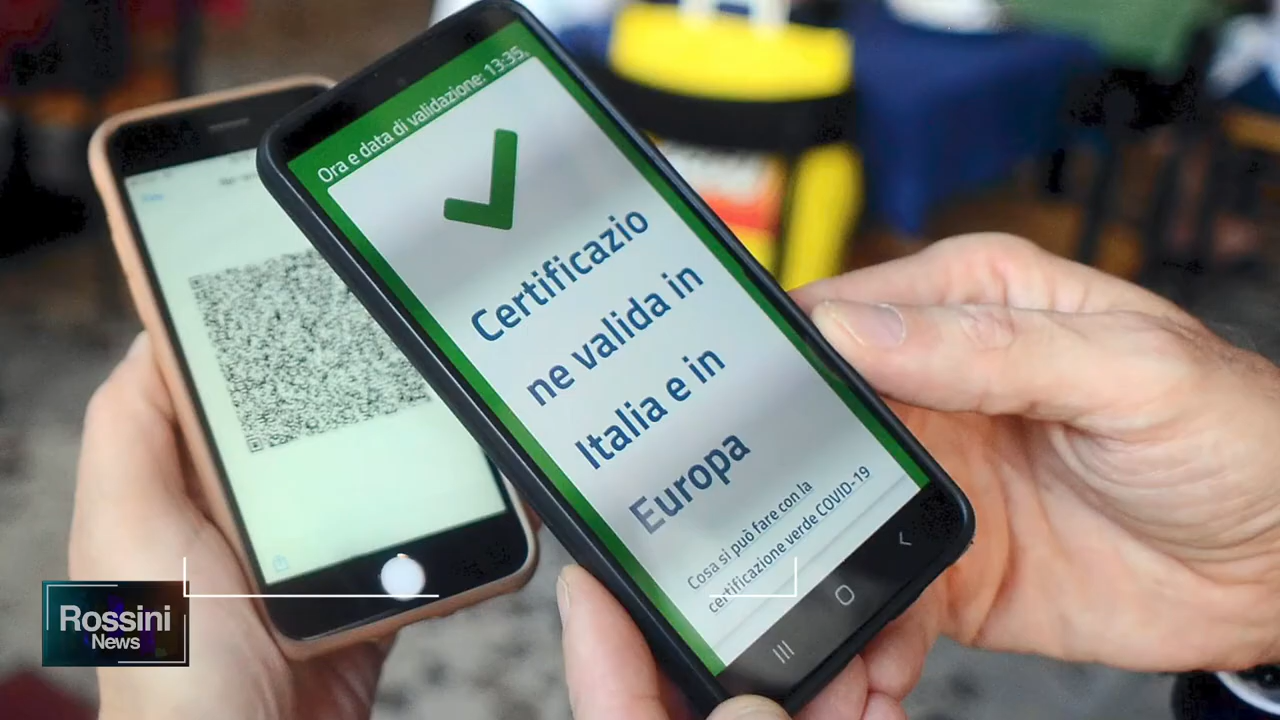 Ora e data di validazione: 13:35,
Certificazio
ne valida in
Italia e in
Europa
Cosa si può fare con la
certificazione verde COVID-19
Rossini
News